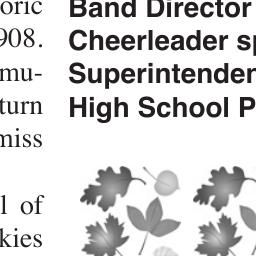 oric
908.
mu-
turn
miss
l of
kies
Band Director
Cheerleader sp
Superintenden
High School P